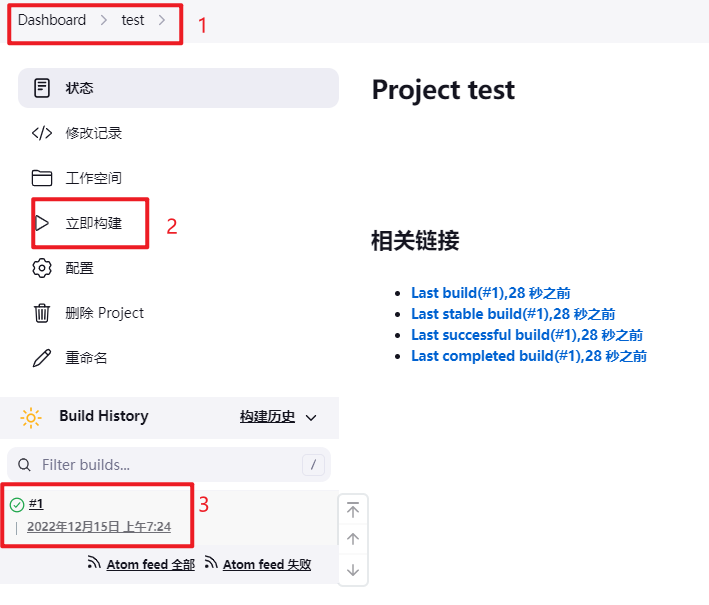 Dashboard > test >
1
状态
修改记录
工作空间
立即构建
2
配置
删除 Project
重命名
Project test
相关链接
Last build(#1),28 秒之前
Last stable build(#1),28 秒之前
Last successful build(#1),28 秒之前
Last completed build(#1),28 秒之前
Build History
构建历史
Filter builds...
/
#1
3
2022年12月15日 上午7:24
Atom feed 全部
Atom feed 失败